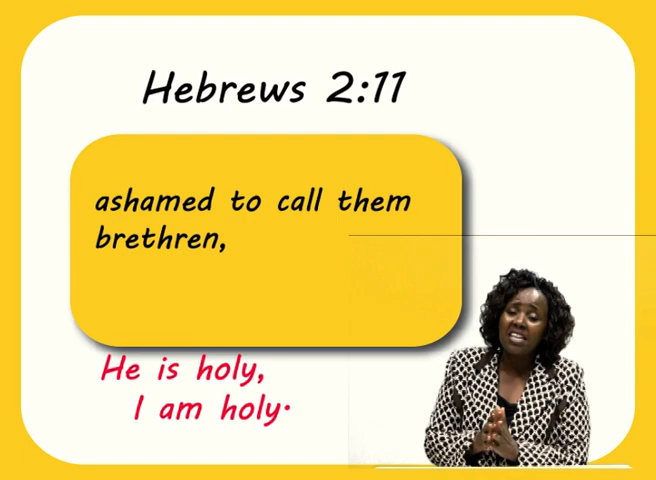 Hebrews 2:11
ashamed to call them
brethren,
He is holy,
I am holy.